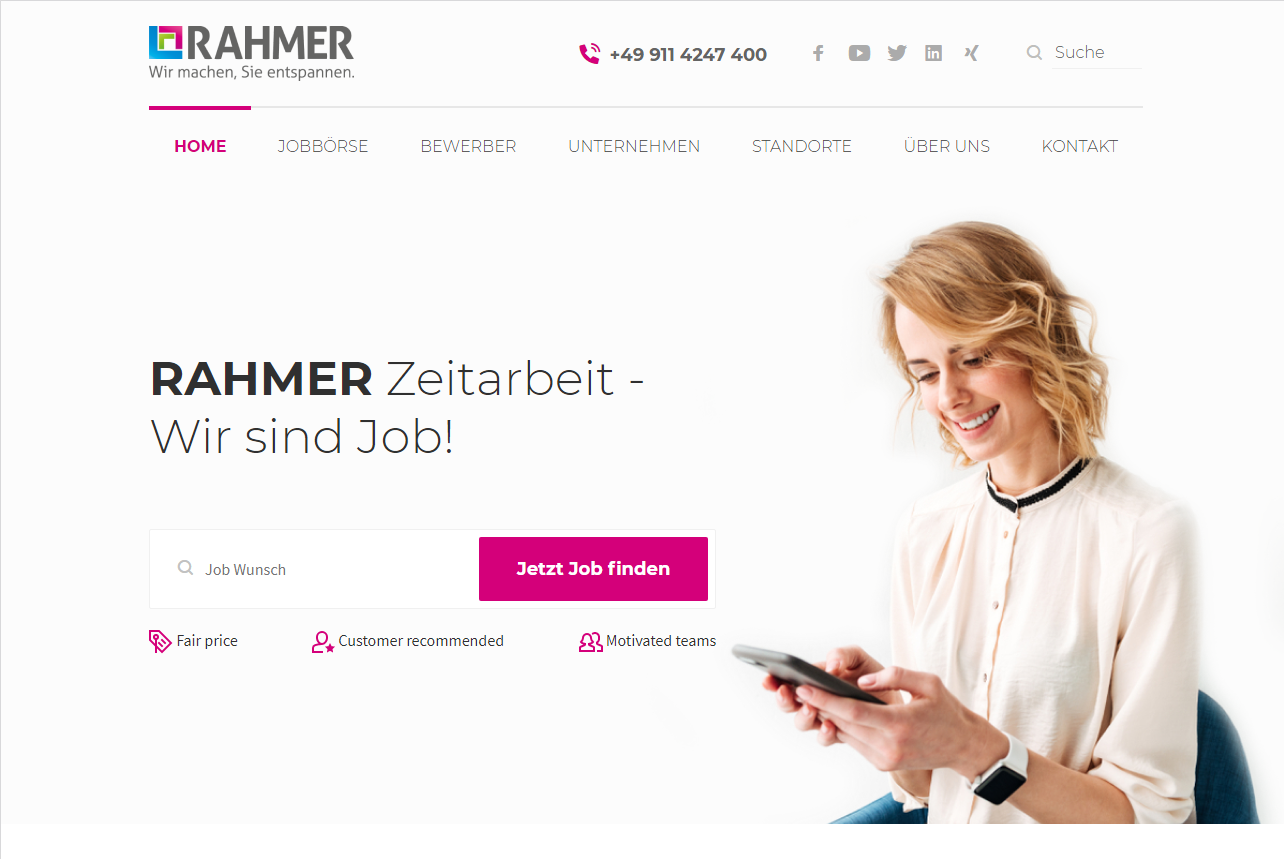 RAHMER
Wir machen, Sie entspannen.
+49 911 4247 400
Suche
HOME
JOBBÖRSE
BEWERBER
UNTERNEHMEN
STANDORTE
ÜBER UNS
KONTAKT
RAHMER Zeitarbeit -
Wir sind Job!
Job Wunsch
Jetzt Job finden
Fair price
Customer recommended
Motivated teams